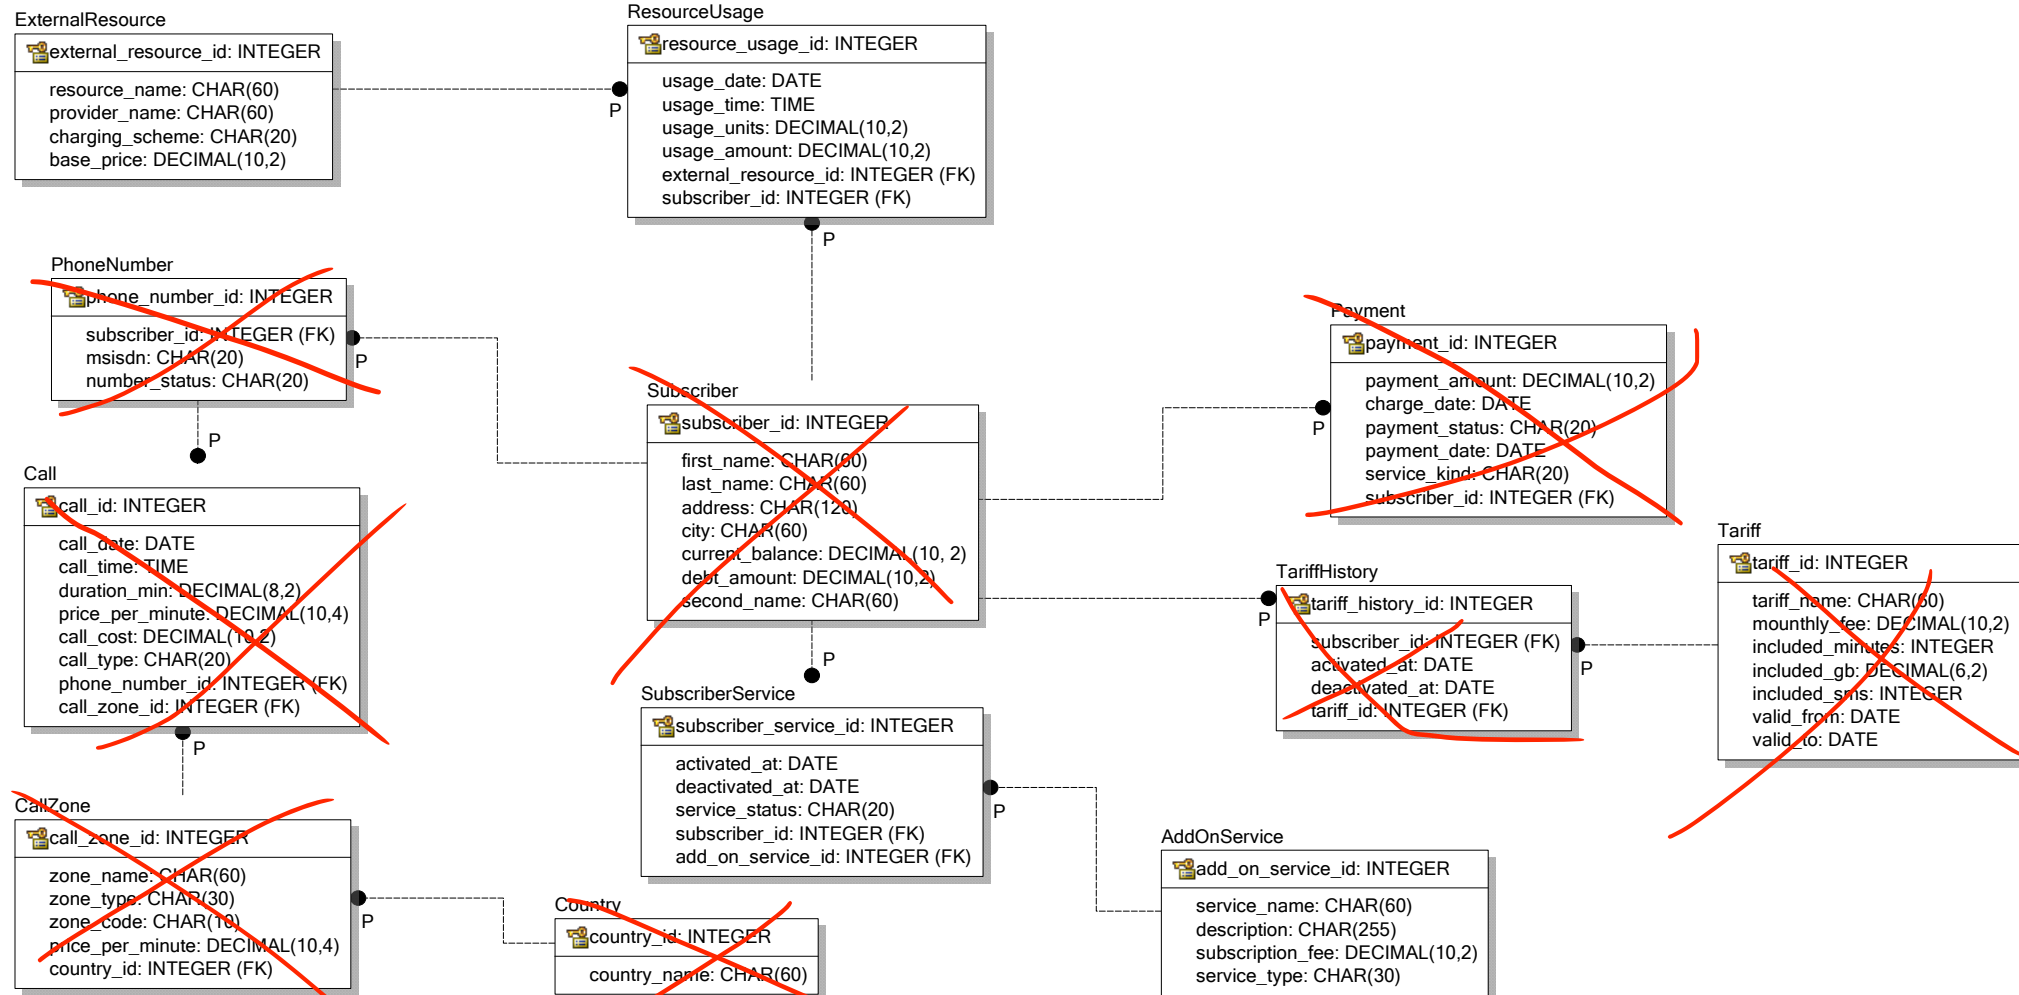 ExternalResource
external_resource_id: INTEGER
resource_name: CHAR(60)
provider_name: CHAR(60)
charging_scheme: CHAR(20)
base_price: DECIMAL(10,2)
P
ResourceUsage
resource_usage_id: INTEGER
usage_date: DATE
usage_time: TIME
usage_units: DECIMAL(10,2)
usage_amount: DECIMAL(10,2)
external_resource_id: INTEGER (FK)
subscriber_id: INTEGER (FK)
P
PhoneNumber
phone_number_id: INTEGER
subscriber_id: INTEGER (FK)
msisdn: CHAR(20)
number_status: CHAR(20)
P
P
Subscriber
subscriber_id: INTEGER
first_name: CHAR(60)
last_name: CHAR(60)
address: CHAR(120)
city: CHAR(60)
current_balance: DECIMAL(10, 2)
debt_amount: DECIMAL(10,2)
second_name: CHAR(60)
P
Payment
payment_id: INTEGER
payment_amount: DECIMAL(10,2)
charge_date: DATE
payment_status: CHAR(20)
payment_date: DATE
service_kind: CHAR(20)
subscriber_id: INTEGER (FK)
P
Call
call_id: INTEGER
call_date: DATE
call_time: TIME
duration_min: DECIMAL(8,2)
price_per_minute: DECIMAL(10,4)
call_cost: DECIMAL(10,2)
call_type: CHAR(20)
phone_number_id: INTEGER (FK)
call_zone_id: INTEGER (FK)
P
TariffHistory
tariff_history_id: INTEGER
subscriber_id: INTEGER (FK)
activated_at: DATE
deactivated_at: DATE
tariff_id: INTEGER (FK)
P
P
Tariff
tariff_id: INTEGER
tariff_name: CHAR(60)
mounthly_fee: DECIMAL(10,2)
included_minutes: INTEGER
included_gb: DECIMAL(6,2)
included_sms: INTEGER
valid_from: DATE
valid_to: DATE
SubscriberService
subscriber_service_id: INTEGER
activated_at: DATE
deactivated_at: DATE
service_status: CHAR(20)
subscriber_id: INTEGER (FK)
add_on_service_id: INTEGER (FK)
P
CallZone
call_zone_id: INTEGER
zone_name: CHAR(60)
zone_type: CHAR(30)
zone_code: CHAR(10)
price_per_minute: DECIMAL(10,4)
country_id: INTEGER (FK)
P
Country
country_id: INTEGER
country_name: CHAR(60)
AddOnService
add_on_service_id: INTEGER
service_name: CHAR(60)
description: CHAR(255)
subscription_fee: DECIMAL(10,2)
service_type: CHAR(30)